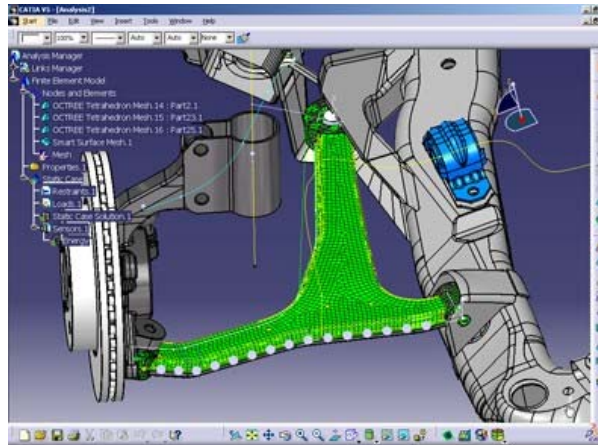 CATIA V5 - [Analysis2]
Start File Edit View Insert Tools Window Help
100% Auto Auto None
Analysis Manager
Links Manager
Finite Element Model
Nodes and Elements
OCTREE Tetrahedron Mesh.14 : Part2.1
OCTREE Tetrahedron Mesh.15 : Part23.1
OCTREE Tetrahedron Mesh.16 : Part25.1
Smart Surface Mesh.1
Mesh
Properties.1
Static Case
Restraints.1
Loads.1
Static Case Solution.1
Sensors.1
Energy